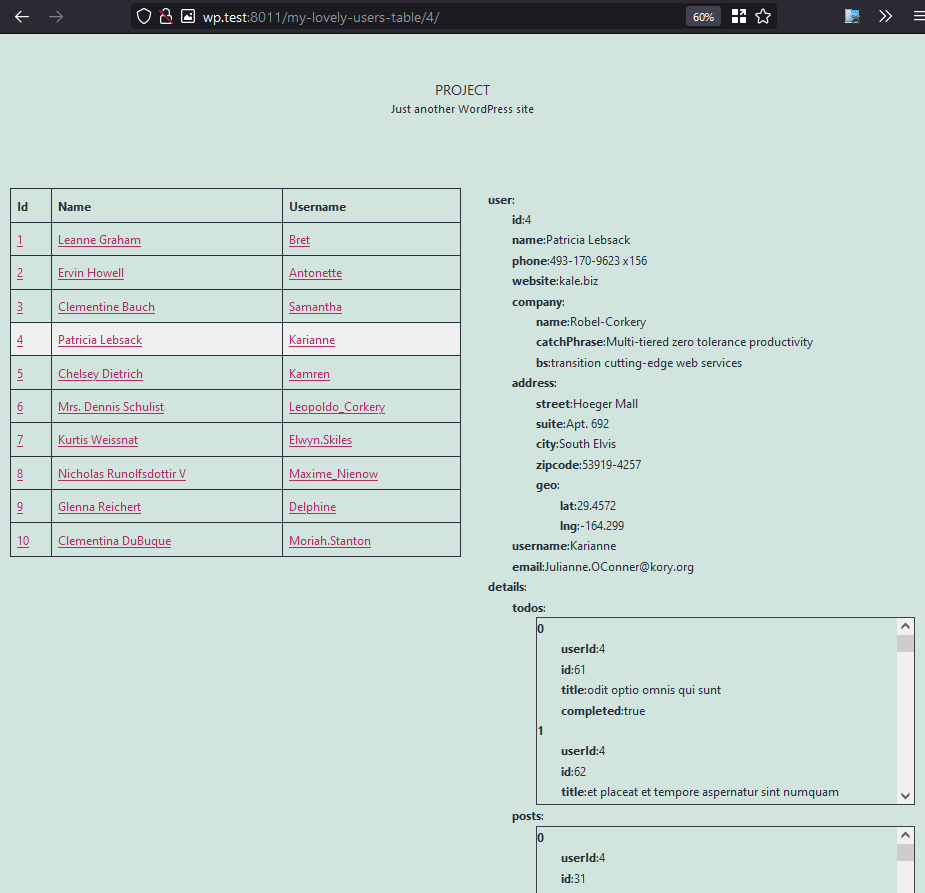 wp.test:8011/my-lovely-users-table/4/
60%
PROJECT
Just another WordPress site
Id Name Username
1 Leanne Graham Bret
2 Ervin Howell Antonette
3 Clementine Bauch Samantha
4 Patricia Lebsack Karianne
5 Chelsey Dietrich Kamren
6 Mrs. Dennis Schulist Leopoldo_Corkery
7 Kurtis Weissnat Elwyn.Skiles
8 Nicholas Runolfsdottir V Maxime_Nienow
9 Glenna Reichert Delphine
10 Clementina DuBuque Moriah.Stanton
user:
id:4
name:Patricia Lebsack
phone:493-170-9623 x156
website:kale.biz
company:
name:Robel-Corkery
catchPhrase:Multi-tiered zero tolerance productivity
bs:transition cutting-edge web services
address:
street:Hoeger Mall
suite:Apt. 692
city:South Elvis
zipcode:53919-4257
geo:
lat:29.4572
lng:-164.299
username:Karianne
email:Julianne.OConner@kory.org
details:
todos:
0
userId:4
id:61
title:odit optio omnis qui sunt
completed:true
1
userId:4
id:62
title:et placeat et tempore aspernatur sint numquam
posts:
0
userId:4
id:31